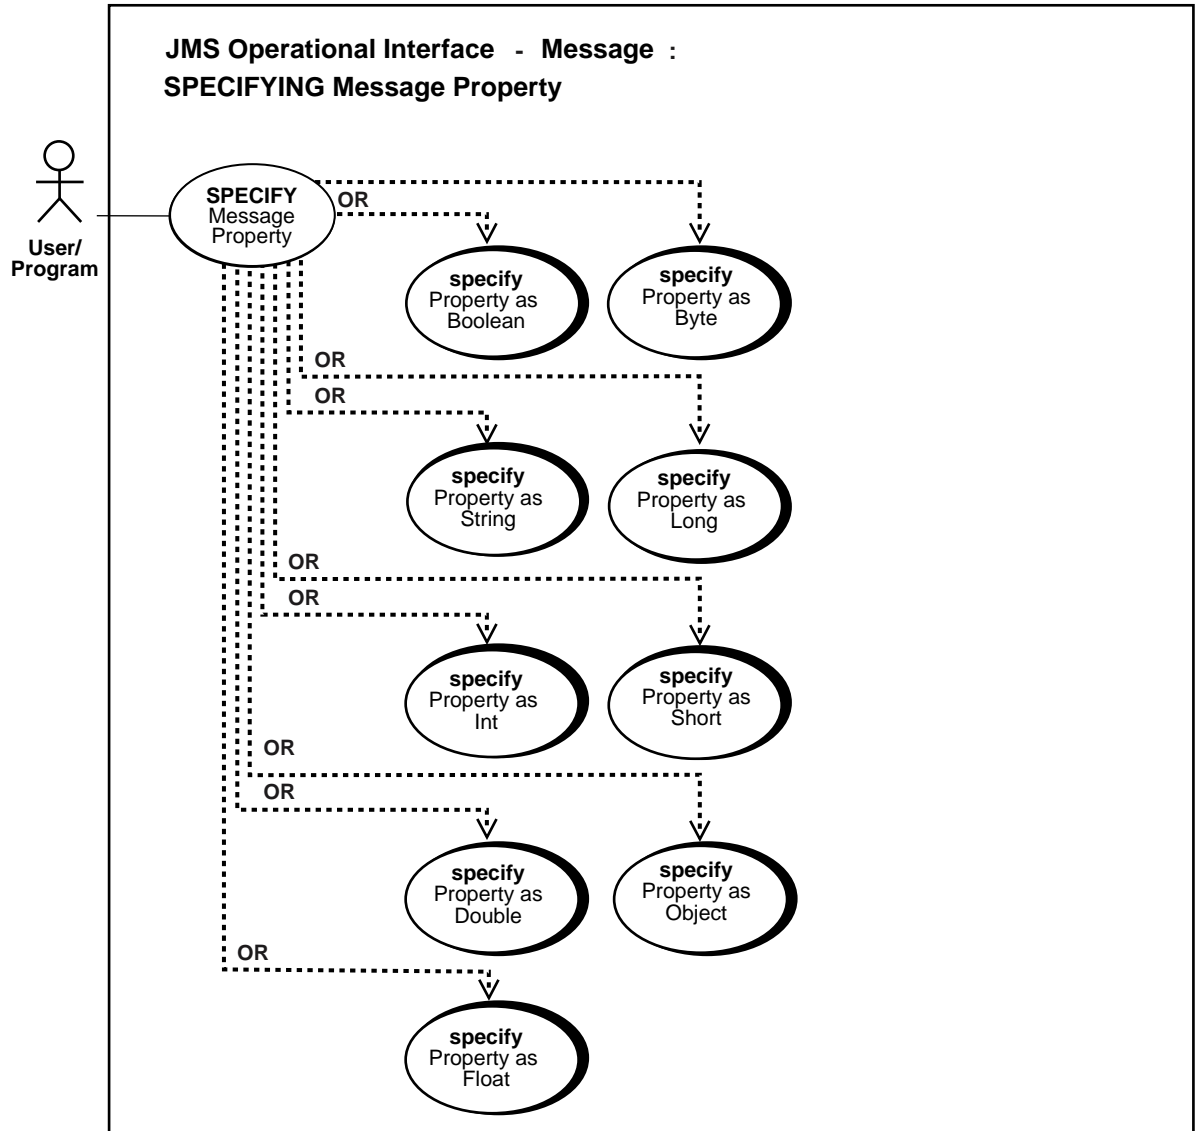 JMS Operational Interface - Message :
SPECIFYING Message Property
User/
Program
SPECIFY
Message
Property
OR
specify
Property as
Boolean
specify
Property as
Byte
OR
OR
specify
Property as
String
specify
Property as
Long
OR
OR
specify
Property as
Int
specify
Property as
Short
OR
OR
specify
Property as
Double
specify
Property as
Object
OR
specify
Property as
Float